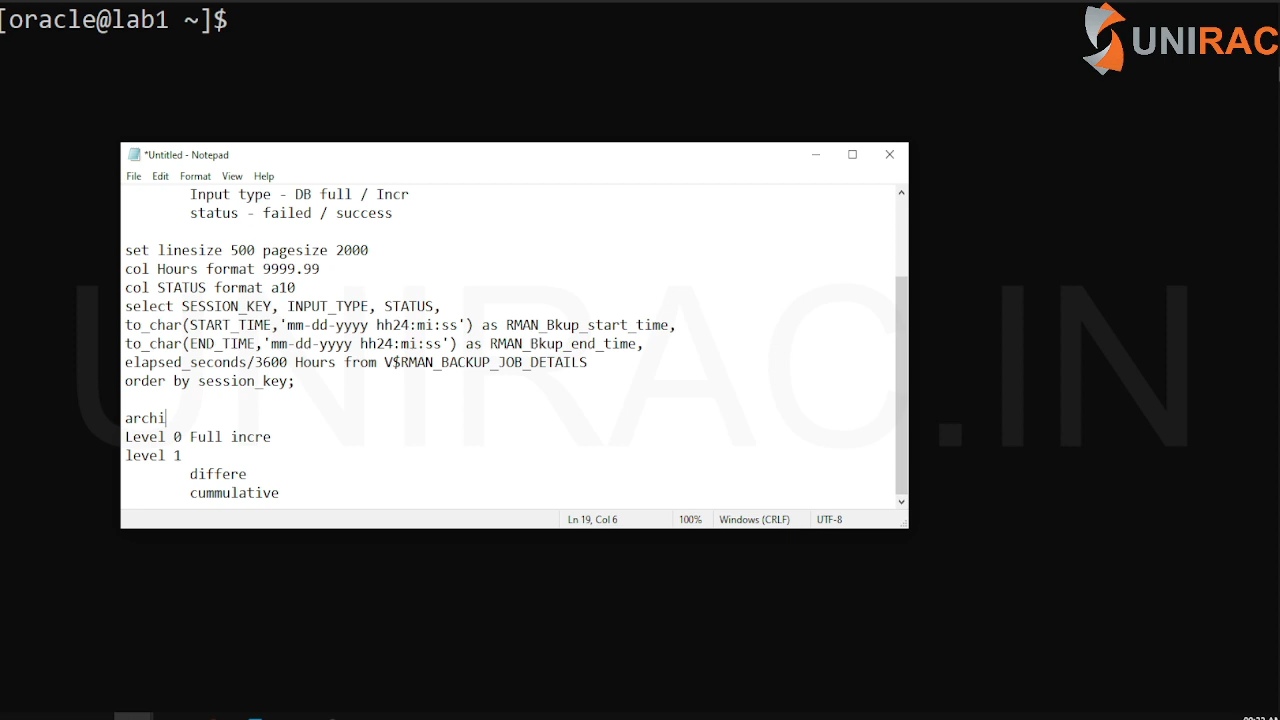 [oracle@lab1 ~]$
UNIRAC
*Untitled - Notepad
File Edit Format View Help
Input type - DB full / Incr
status - failed / success
set linesize 500 pagesize 2000
col Hours format 9999.99
col STATUS format a10
select SESSION_KEY, INPUT_TYPE, STATUS,
to_char(START_TIME,'mm-dd-yyyy hh24:mi:ss') as RMAN_Bkup_start_time,
to_char(END_TIME,'mm-dd-yyyy hh24:mi:ss') as RMAN_Bkup_end_time,
elapsed_seconds/3600 Hours from V$RMAN_BACKUP_JOB_DETAILS
order by session_key;
archi
Level 0 Full incre
level 1
differe
cummulative
Ln 19, Col 6 100% Windows (CRLF) UTF-8
UNIRAC.IN